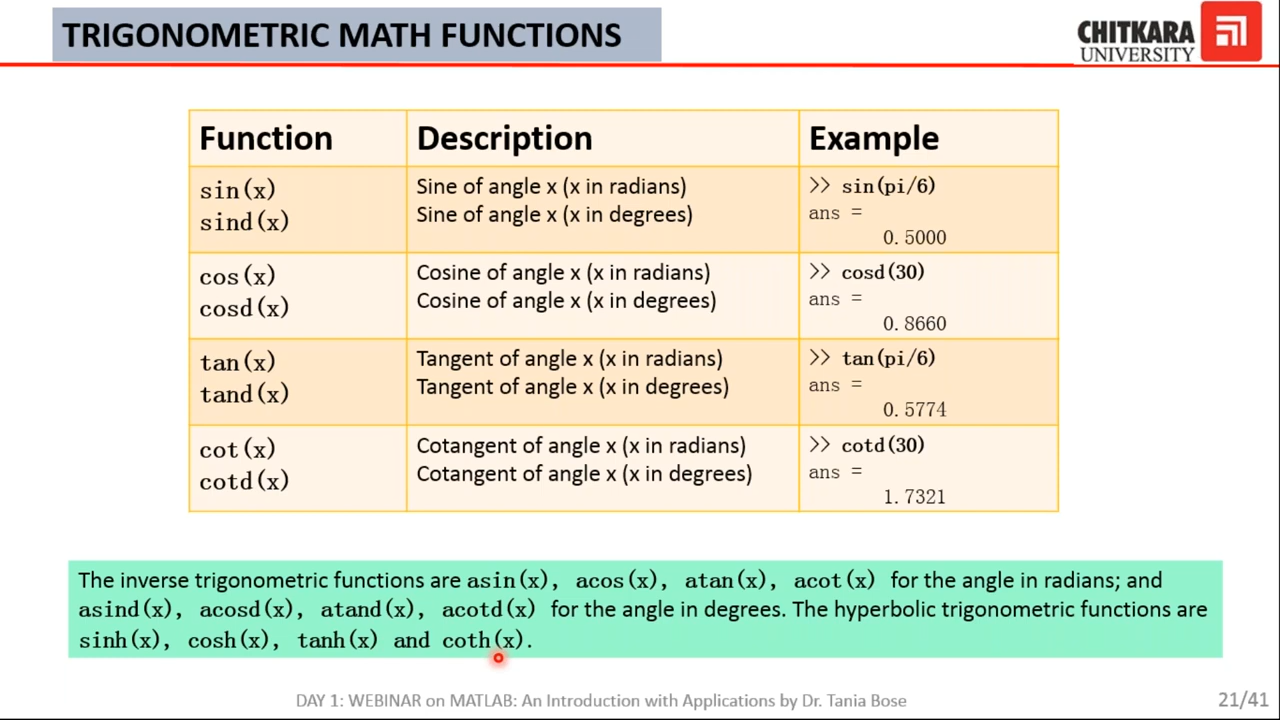 TRIGONOMETRIC MATH FUNCTIONS
CHITKARA
UNIVERSITY
Function Description Example
sin(x) Sine of angle x (x in radians) >> sin(pi/6)
sind(x) Sine of angle x (x in degrees) ans =
0.5000
cos(x) Cosine of angle x (x in radians) >> cosd(30)
cosd(x) Cosine of angle x (x in degrees) ans =
0.8660
tan(x) Tangent of angle x (x in radians) >> tan(pi/6)
tand(x) Tangent of angle x (x in degrees) ans =
0.5774
cot(x) Cotangent of angle x (x in radians) >> cotd(30)
cotd(x) Cotangent of angle x (x in degrees) ans =
1.7321
The inverse trigonometric functions are asin(x), acos(x), atan(x), acot(x) for the angle in radians; and
asind(x), acosd(x), atand(x), acotd(x) for the angle in degrees. The hyperbolic trigonometric functions are
sinh(x), cosh(x), tanh(x) and coth(x).
DAY 1: WEBINAR on MATLAB: An Introduction with Applications by Dr. Tania Bose
21/41